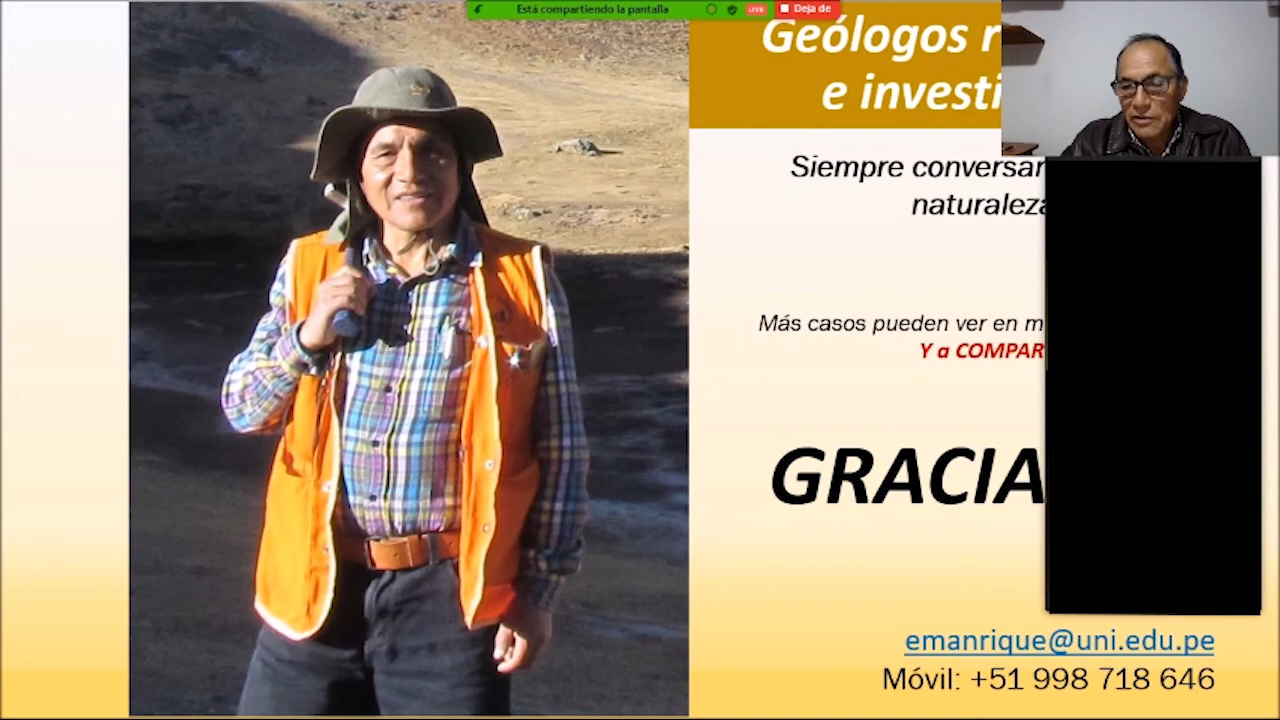 Está compartiendo la pantalla
LIVE
Deja de
Geólogos r
e investi
Siempre conversar
naturaleza
Más casos pueden ver en m
Y a COMPAR
GRACIA
emanrique@uni.edu.pe
Móvil: +51 998 718 646